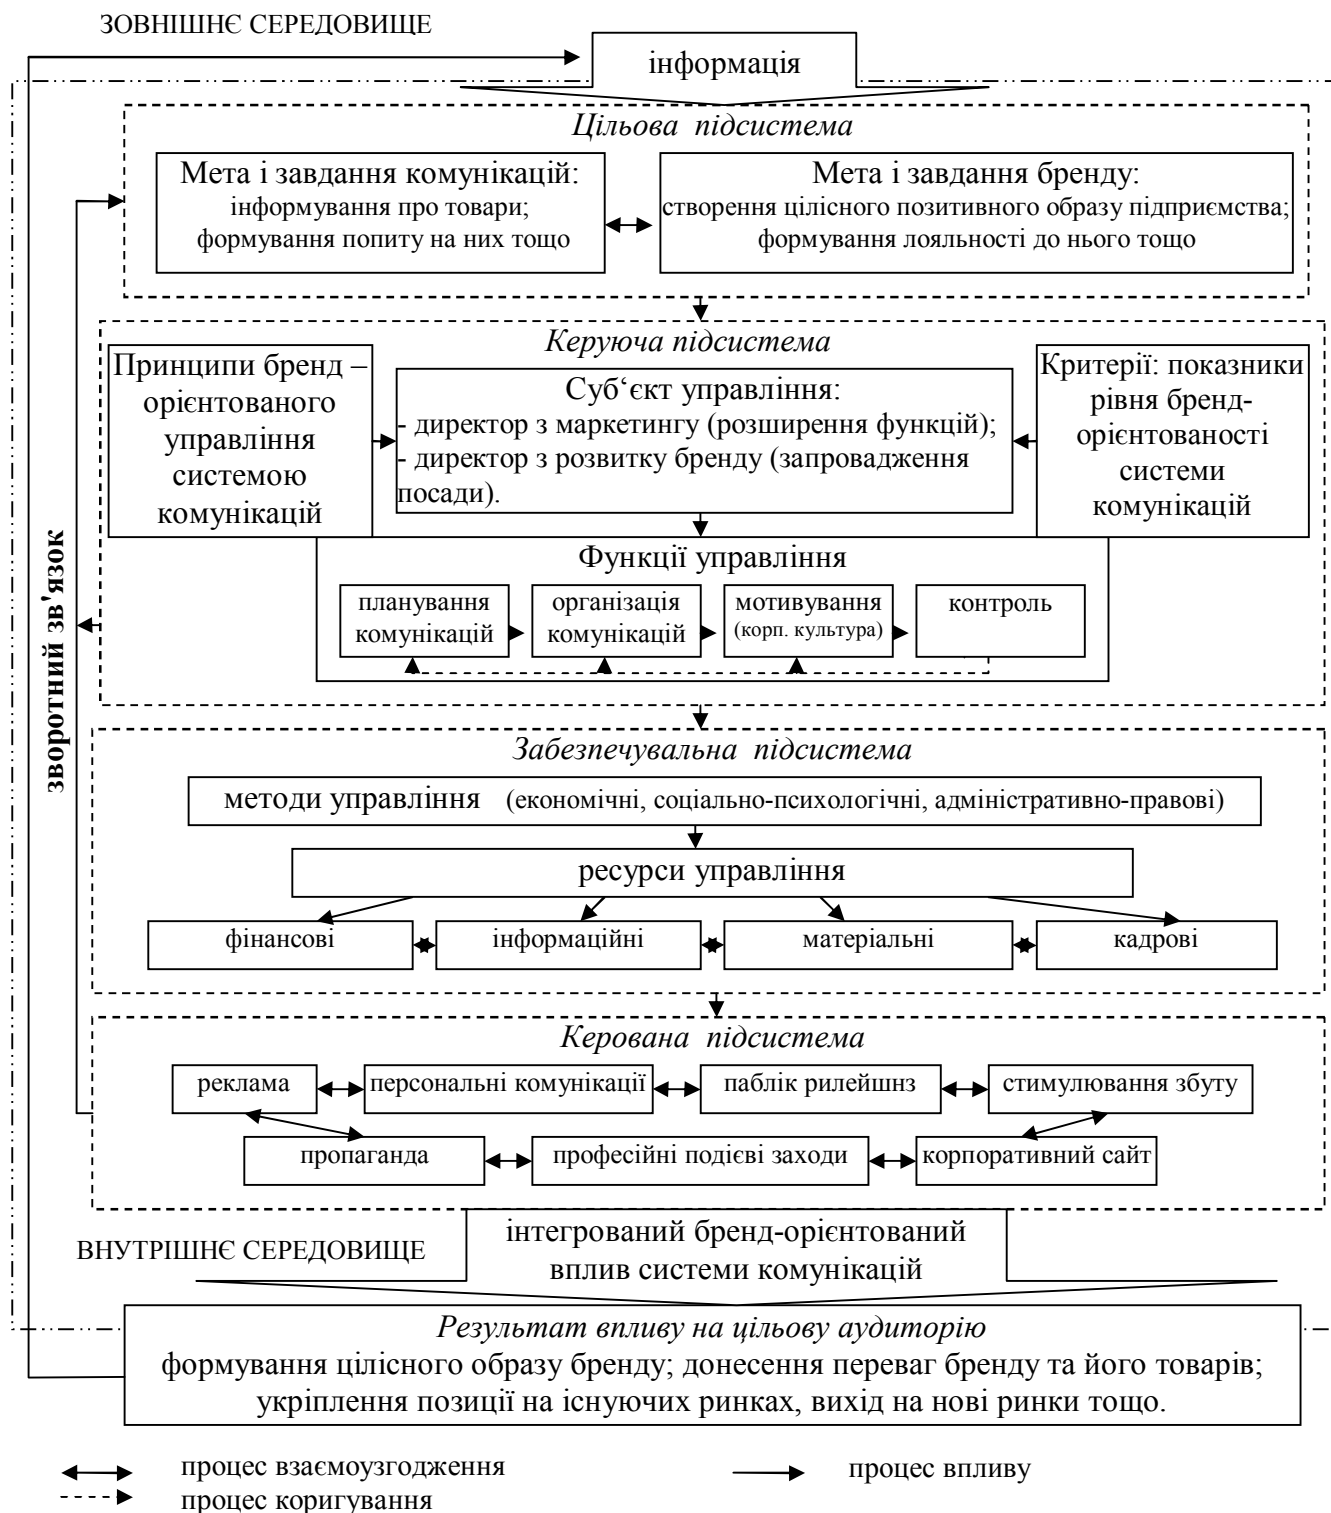 ЗОВНІШНЄ СЕРЕДОВИЩЕ
інформація
Цільова підсистема
Мета і завдання комунікацій:
інформування про товари;
формування попиту на них тощо
Мета і завдання бренду:
створення цілісного позитивного образу підприємства;
формування лояльності до нього тощо
Керуюча підсистема
Принципи бренд –
орієнтованого
управління
системою
комунікацій
Суб‘єкт управління:
- директор з маркетингу (розширення функцій);
- директор з розвитку бренду (запровадження
посади).
Критерії: показники
рівня бренд-
орієнтованості
системи
комунікацій
Функції управління
планування
комунікацій
організація
комунікацій
мотивування
(корп. культура)
контроль
зворотний зв'язок
Забезпечувальна підсистема
методи управління (економічні, соціально-психологічні, адміністративно-правові)
ресурси управління
фінансові
інформаційні
матеріальні
кадрові
Керована підсистема
реклама
персональні комунікації
паблік рилейшнз
стимулювання збуту
пропаганда
професійні подієві заходи
корпоративний сайт
ВНУТРІШНЄ СЕРЕДОВИЩЕ
інтегрований бренд-орієнтований
вплив системи комунікацій
Результат впливу на цільову аудиторію
формування цілісного образу бренду; донесення переваг бренду та його товарів;
укріплення позиції на існуючих ринках, вихід на нові ринки тощо.
процес взаємоузгодження
процес впливу
процес коригування